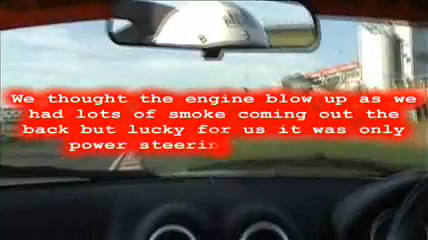 We thought the engine blow up as we
had lots of smoke coming out the
back but lucky for us it was only
power steerin